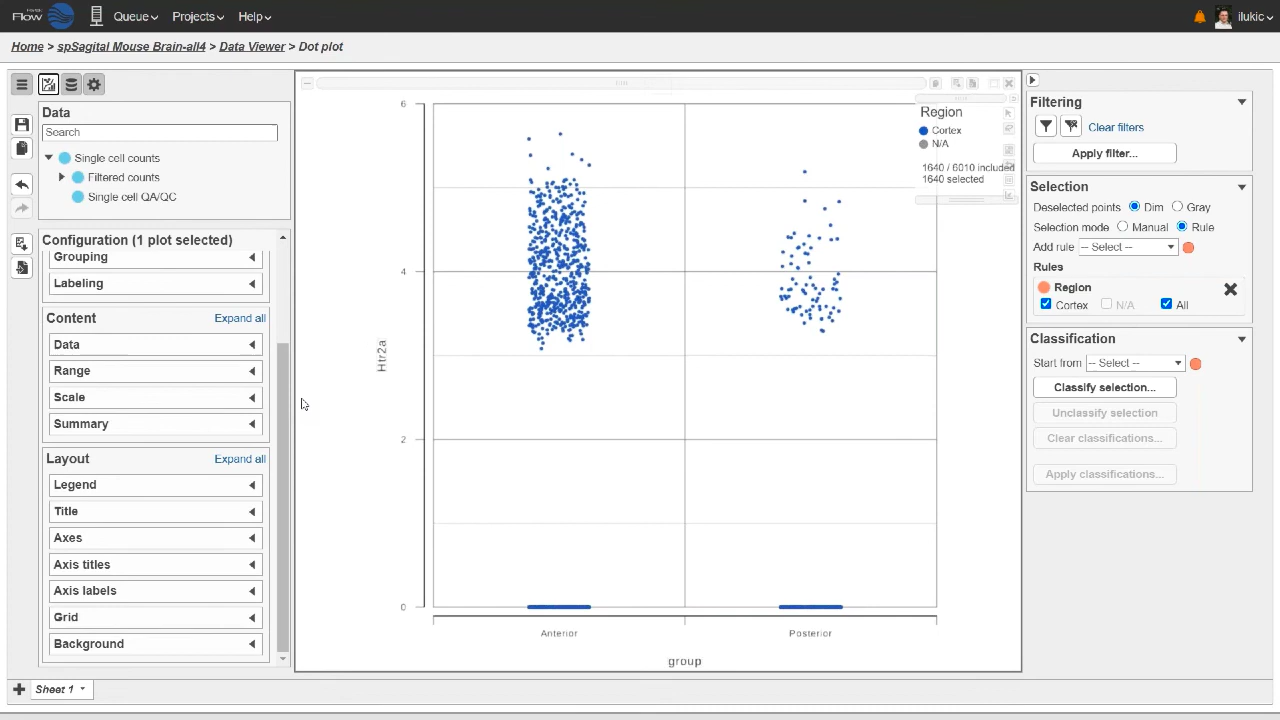 Flow Queue Projects Help ilukic
Home > spSagital Mouse Brain-all4 > Data Viewer > Dot plot
Data
Search
Single cell counts
Filtered counts
Single cell QA/QC
Configuration (1 plot selected)
Grouping
Labeling
Content Expand all
Data
Range
Scale
Summary
Layout Expand all
Legend
Title
Axes
Axis titles
Axis labels
Grid
Background
6
4
2
0
Htr2a
Anterior Posterior
group
Region
Cortex
N/A
1640 / 6010 included
1640 selected
Filtering
Clear filters
Apply filter...
Selection
Deselected points Dim Gray
Selection mode Manual Rule
Add rule -- Select --
Rules
Region
Cortex N/A All
Classification
Start from -- Select --
Classify selection...
Unclassify selection
Clear classifications...
Apply classifications...
Sheet 1